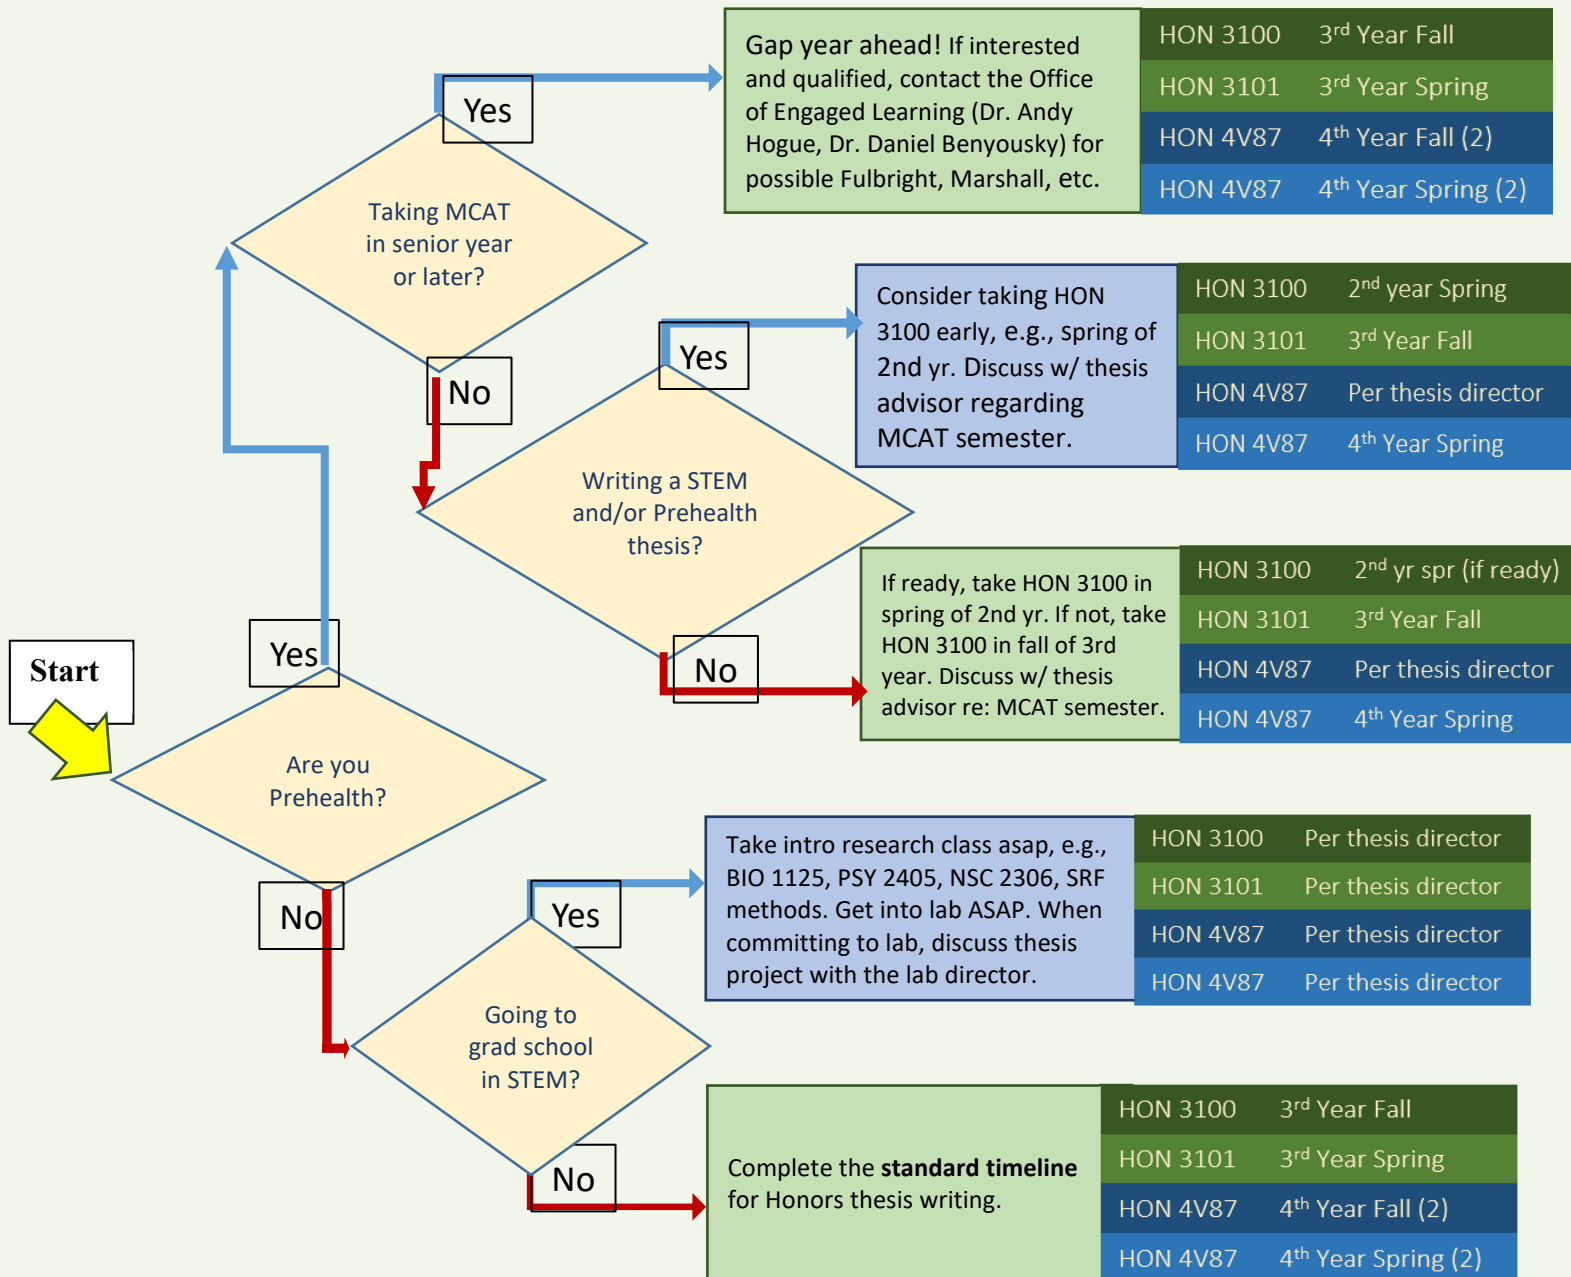 Gap year ahead! If interested
and qualified, contact the Office
of Engaged Learning (Dr. Andy
Hogue, Dr. Daniel Benyousky) for
possible Fulbright, Marshall, etc.
HON 3100 3rd Year Fall
HON 3101 3rd Year Spring
HON 4V87 4th Year Fall (2)
HON 4V87 4th Year Spring (2)
Yes
Taking MCAT
in senior year
or later?
No
Consider taking HON
3100 early, e.g., spring of
2nd yr. Discuss w/ thesis
advisor regarding
MCAT semester.
HON 3100 2nd year Spring
HON 3101 3rd Year Fall
HON 4V87 Per thesis director
HON 4V87 4th Year Spring
Yes
Writing a STEM
and/or Prehealth
thesis?
No
If ready, take HON 3100 in
spring of 2nd yr. If not, take
HON 3100 in fall of 3rd
year. Discuss w/ thesis
advisor re: MCAT semester.
HON 3100 2nd yr spr (if ready)
HON 3101 3rd Year Fall
HON 4V87 Per thesis director
HON 4V87 4th Year Spring
Start
Yes
Are you
Prehealth?
No
Take intro research class asap, e.g.,
BIO 1125, PSY 2405, NSC 2306, SRF
methods. Get into lab ASAP. When
committing to lab, discuss thesis
project with the lab director.
HON 3100 Per thesis director
HON 3101 Per thesis director
HON 4V87 Per thesis director
HON 4V87 Per thesis director
Yes
Going to
grad school
in STEM?
No
Complete the standard timeline
for Honors thesis writing.
HON 3100 3rd Year Fall
HON 3101 3rd Year Spring
HON 4V87 4th Year Fall (2)
HON 4V87 4th Year Spring (2)